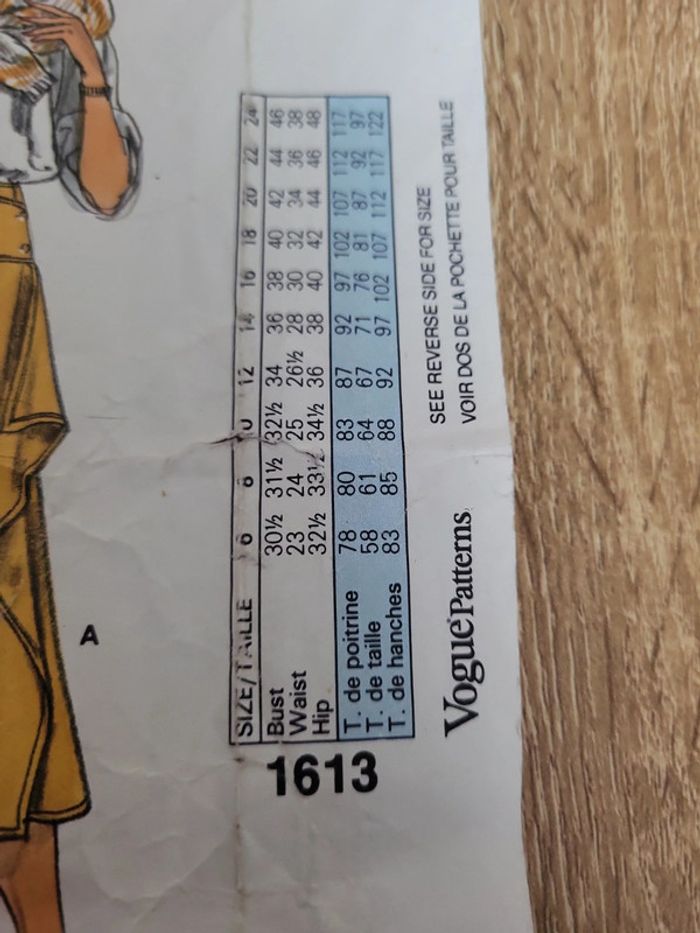 A
SIZE/TAILLE 6 8 10 12 14 16 18 20 22 24
Bust 30½ 31½ 32½ 34 36 38 40 42 44 46
Waist 23 24 25 26½ 28 30 32 34 36 38
Hip 32½ 33½ 34½ 36 38 40 42 44 46 48
T. de poitrine 78 80 83 87 92 97 102 107 112 117
T. de taille 58 61 64 67 71 76 81 87 92 97
T. de hanches 83 85 88 92 97 102 107 112 117 122
1613
SEE REVERSE SIDE FOR SIZE
VOIR DOS DE LA POCHETTE POUR TAILLE
Vogue Patterns